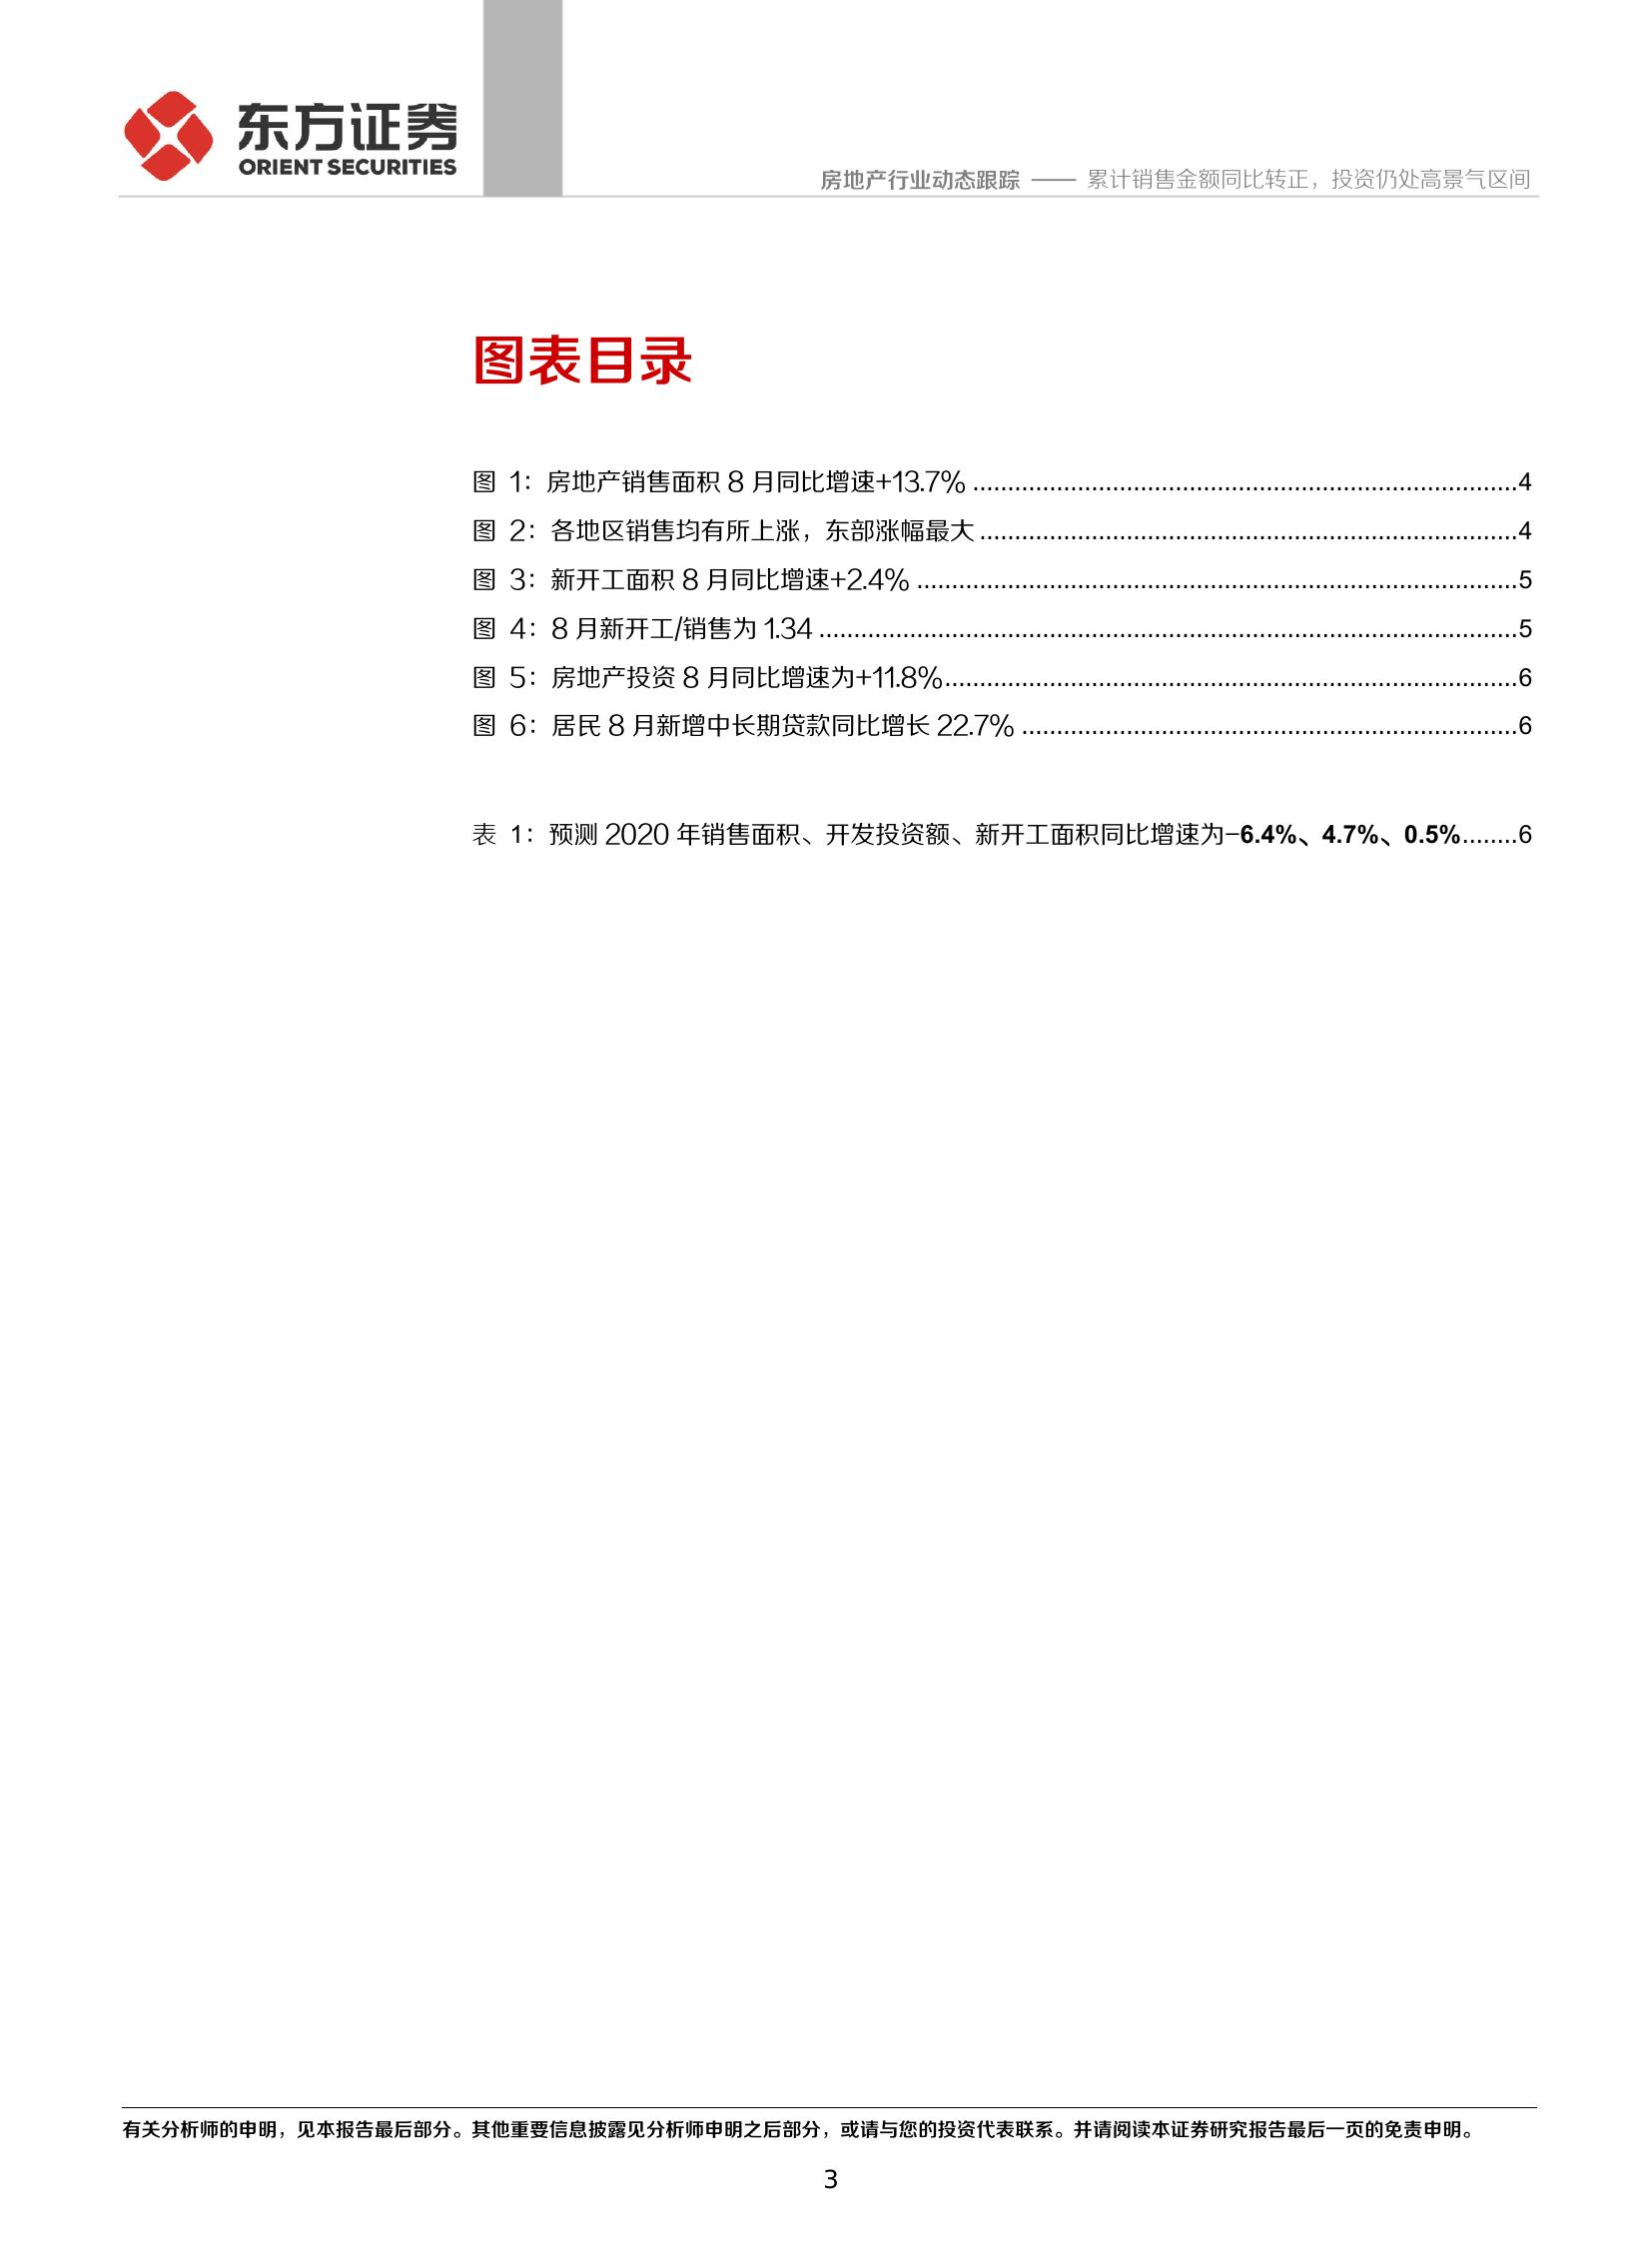 东方证券
ORIENT SECURITIES
房地产行业动态跟踪 —— 累计销售金额同比转正，投资仍处高景气区间
图表目录
图 1：房地产销售面积 8 月同比增速+13.7% ..............................................................................4
图 2：各地区销售均有所上涨，东部涨幅最大 .............................................................................4
图 3：新开工面积 8 月同比增速+2.4% ......................................................................................5
图 4：8 月新开工/销售为 1.34 ....................................................................................................5
图 5：房地产投资 8 月同比增速为+11.8%..................................................................................6
图 6：居民 8 月新增中长期贷款同比增长 22.7% .......................................................................6
表 1：预测 2020 年销售面积、开发投资额、新开工面积同比增速为-6.4%、4.7%、0.5%........6
有关分析师的申明，见本报告最后部分。其他重要信息披露见分析师申明之后部分，或请与您的投资代表联系。并请阅读本证券研究报告最后一页的免责申明。
3